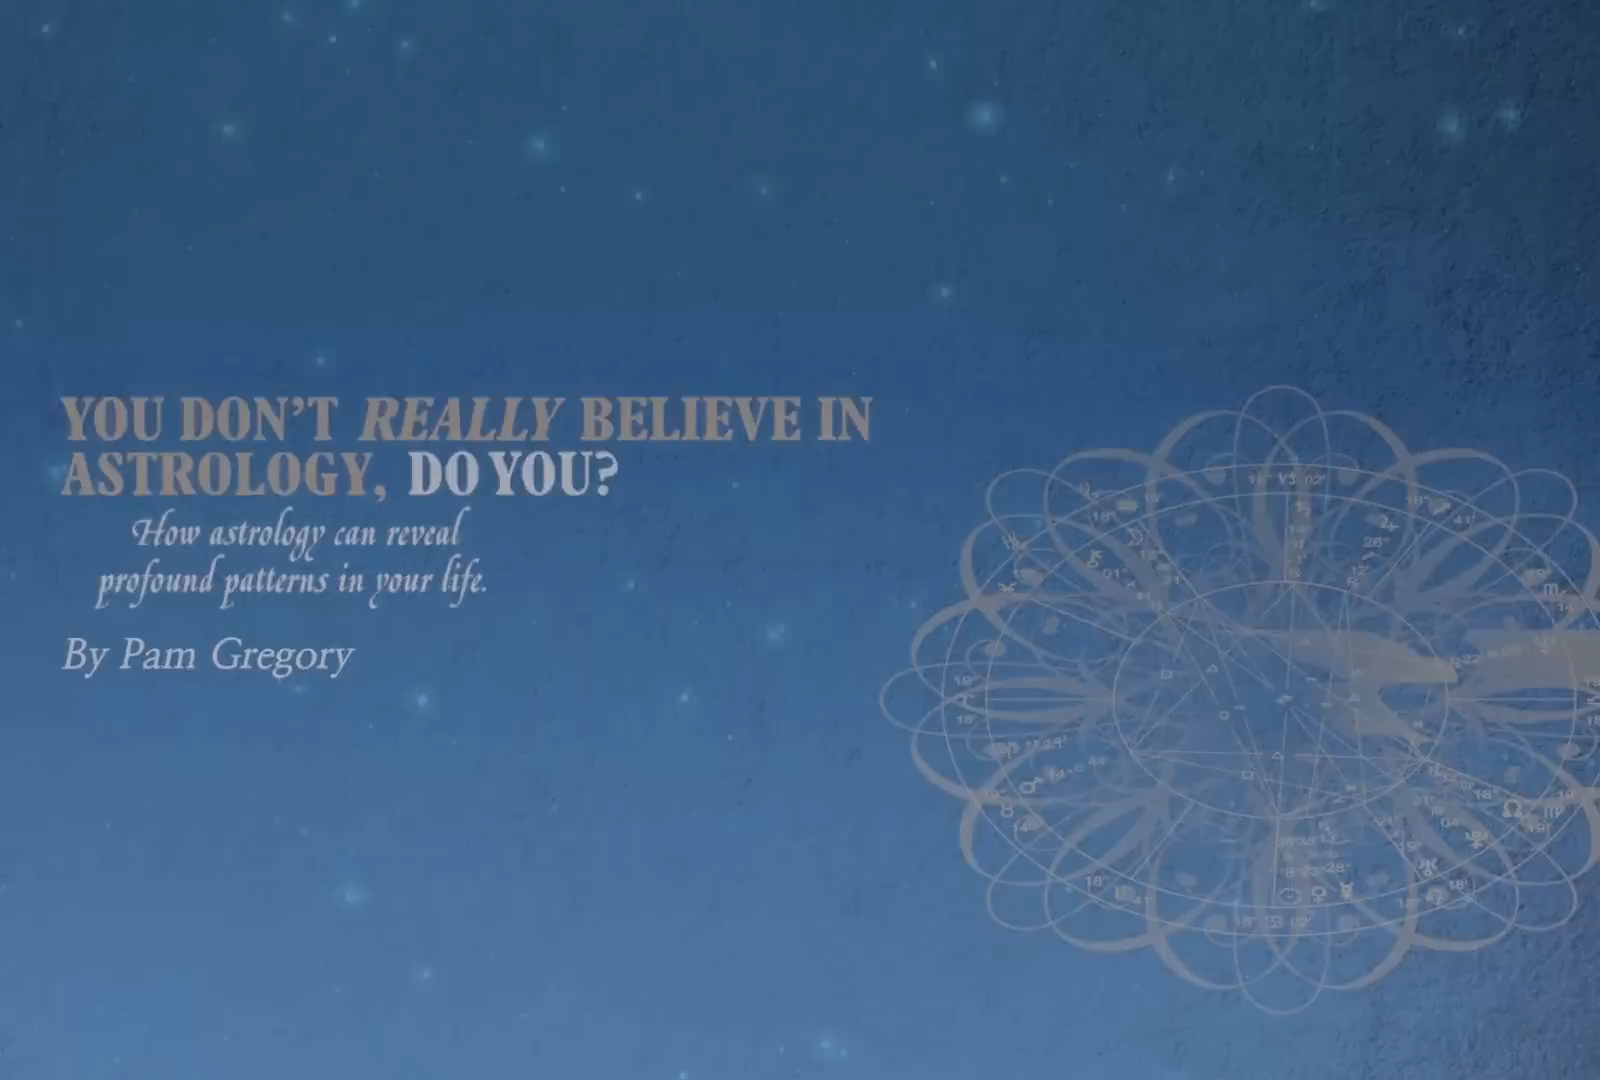 YOU DON'T REALLY BELIEVE IN
ASTROLOGY, DO YOU?
How astrology can reveal
profound patterns in your life.
By Pam Gregory